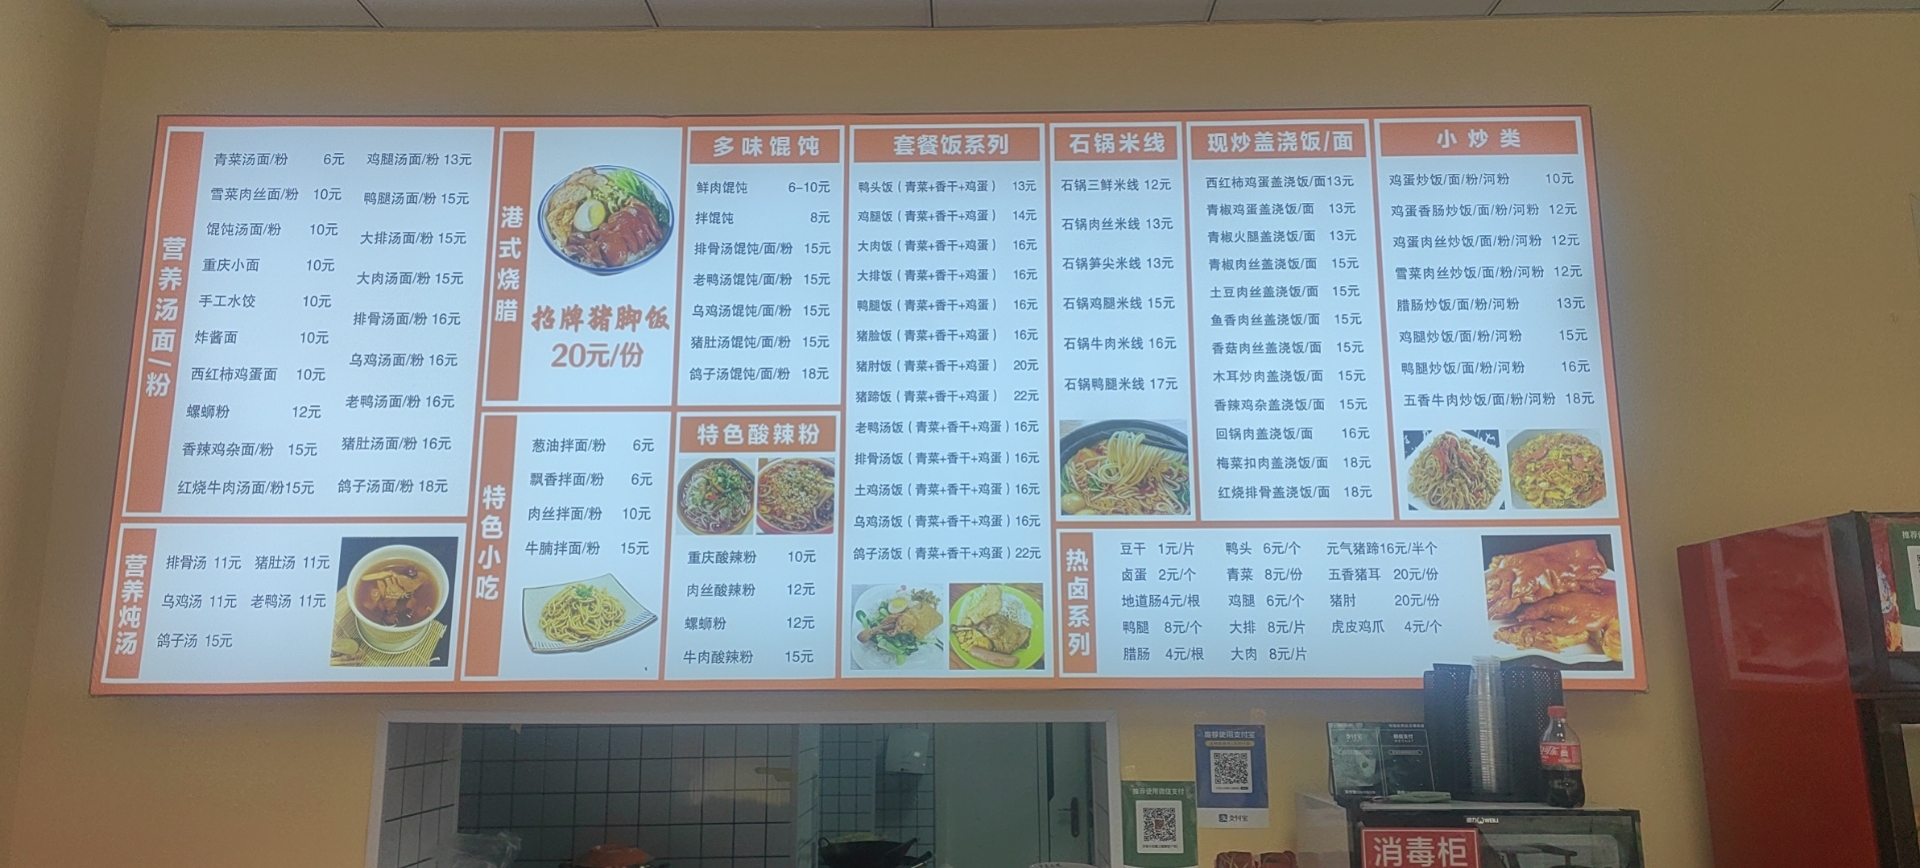 营养汤面/粉
青菜汤面/粉 6元
雪菜肉丝面/粉 10元
馄饨汤面/粉 10元
重庆小面 10元
手工水饺 10元
炸酱面 10元
西红柿鸡蛋面 10元
螺蛳粉 12元
香辣鸡杂面/粉 15元
红烧牛肉汤面/粉15元
鸡腿汤面/粉 13元
鸭腿汤面/粉 15元
大排汤面/粉 15元
大肉汤面/粉 15元
排骨汤面/粉 16元
乌鸡汤面/粉 16元
老鸭汤面/粉 16元
猪肚汤面/粉 16元
鸽子汤面/粉 18元
营养炖汤
排骨汤 11元 猪肚汤 11元
乌鸡汤 11元 老鸭汤 11元
鸽子汤 15元
港式烧腊
招牌猪脚饭
20元/份
特色小吃
葱油拌面/粉 6元
飘香拌面/粉 6元
肉丝拌面/粉 10元
牛腩拌面/粉 15元
多味馄饨
鲜肉馄饨 6-10元
拌馄饨 8元
排骨汤馄饨/面/粉 15元
老鸭汤馄饨/面/粉 15元
乌鸡汤馄饨/面/粉 15元
猪肚汤馄饨/面/粉 15元
鸽子汤馄饨/面/粉 18元
特色酸辣粉
重庆酸辣粉 10元
肉丝酸辣粉 12元
螺蛳粉 12元
牛肉酸辣粉 15元
套餐饭系列
鸭头饭（青菜+香干+鸡蛋） 13元
鸡腿饭（青菜+香干+鸡蛋） 14元
大肉饭（青菜+香干+鸡蛋） 16元
大排饭（青菜+香干+鸡蛋） 16元
鸭腿饭（青菜+香干+鸡蛋） 16元
猪脸饭（青菜+香干+鸡蛋） 16元
猪肘饭（青菜+香干+鸡蛋） 20元
猪蹄饭（青菜+香干+鸡蛋） 22元
老鸭汤饭（青菜+香干+鸡蛋）16元
排骨汤饭（青菜+香干+鸡蛋）16元
土鸡汤饭（青菜+香干+鸡蛋）16元
乌鸡汤饭（青菜+香干+鸡蛋）16元
鸽子汤饭（青菜+香干+鸡蛋）22元
石锅米线
石锅三鲜米线 12元
石锅肉丝米线 13元
石锅笋尖米线 13元
石锅鸡腿米线 15元
石锅牛肉米线 16元
石锅鸭腿米线 17元
现炒盖浇饭/面
西红柿鸡蛋盖浇饭/面13元
青椒鸡蛋盖浇饭/面 13元
青椒火腿盖浇饭/面 13元
青椒肉丝盖浇饭/面 15元
土豆肉丝盖浇饭/面 15元
鱼香肉丝盖浇饭/面 15元
香菇肉丝盖浇饭/面 15元
木耳炒肉盖浇饭/面 15元
香辣鸡杂盖浇饭/面 15元
回锅肉盖浇饭/面 16元
梅菜扣肉盖浇饭/面 18元
红烧排骨盖浇饭/面 18元
小炒类
鸡蛋炒饭/面/粉/河粉 10元
鸡蛋香肠炒饭/面/粉/河粉 12元
鸡蛋肉丝炒饭/面/粉/河粉 12元
雪菜肉丝炒饭/面/粉/河粉 12元
腊肠炒饭/面/粉/河粉 13元
鸡腿炒饭/面/粉/河粉 15元
鸭腿炒饭/面/粉/河粉 16元
五香牛肉炒饭/面/粉/河粉 18元
热卤系列
豆干 1元/片 鸭头 6元/个 元气猪蹄16元/半个
卤蛋 2元/个 青菜 8元/份 五香猪耳 20元/份
地道肠4元/根 鸡腿 6元/个 猪肘 20元/份
鸭腿 8元/个 大排 8元/片 虎皮鸡爪 4元/个
腊肠 4元/根 大肉 8元/片
推荐使用支付宝
支付宝
推荐使用微信支付
消毒柜